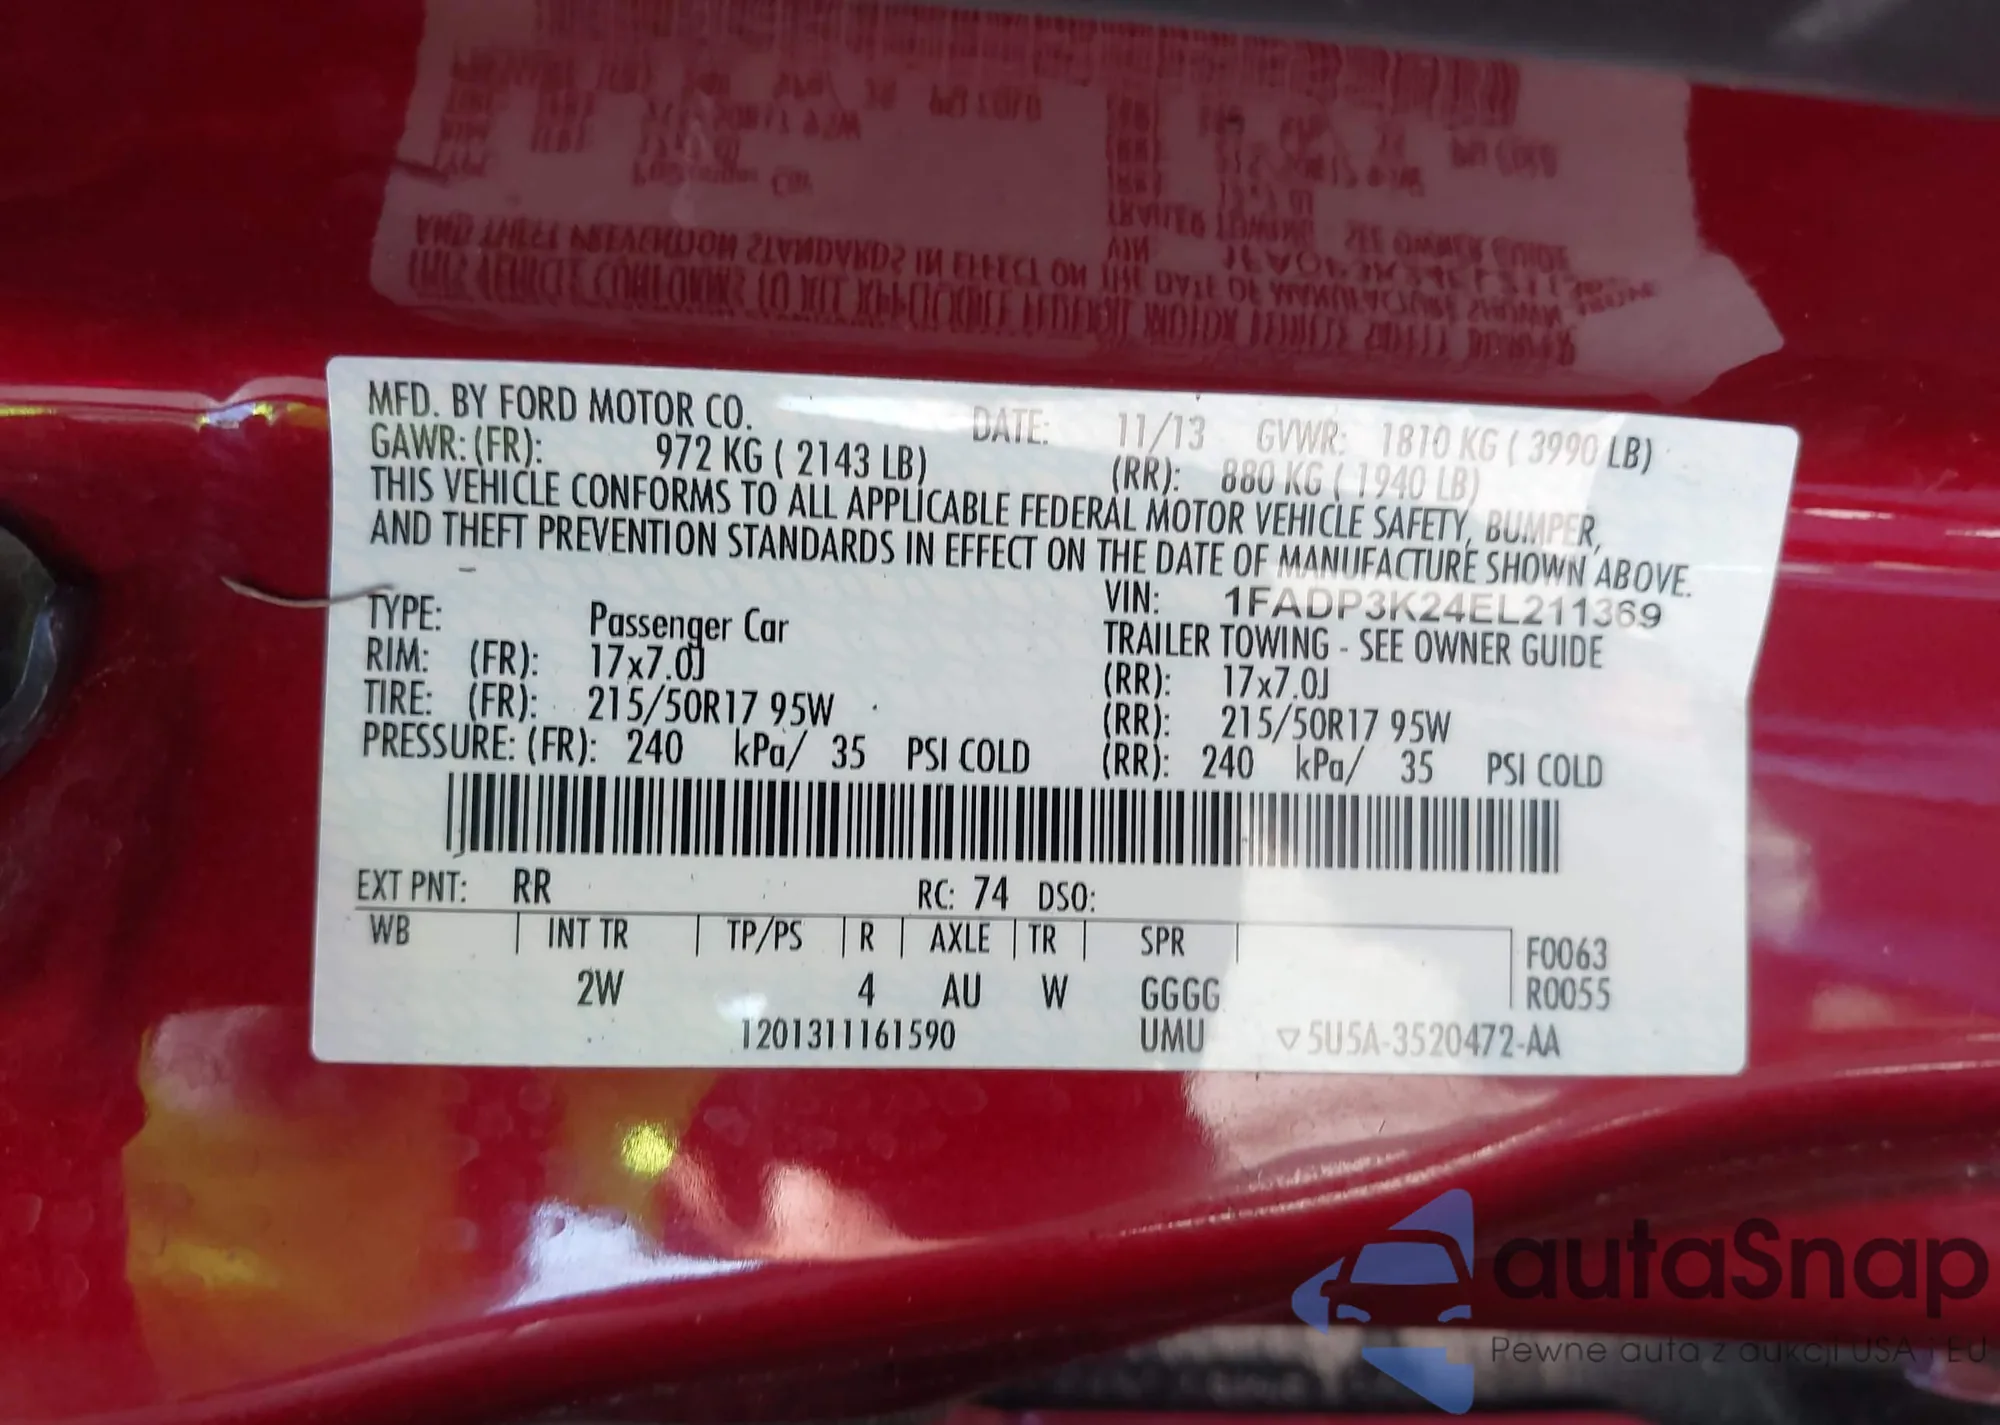 MFD. BY FORD MOTOR CO. DATE: 11/13 GVWR: 1810 KG ( 3990 LB)
GAWR: (FR): 972 KG ( 2143 LB) (RR): 880 KG ( 1940 LB)
THIS VEHICLE CONFORMS TO ALL APPLICABLE FEDERAL MOTOR VEHICLE SAFETY, BUMPER,
AND THEFT PREVENTION STANDARDS IN EFFECT ON THE DATE OF MANUFACTURE SHOWN ABOVE.
VIN: 1FADP3K24EL211369
TYPE: Passenger Car TRAILER TOWING - SEE OWNER GUIDE
RIM: (FR): 17x7.0J (RR): 17x7.0J
TIRE: (FR): 215/50R17 95W (RR): 215/50R17 95W
PRESSURE: (FR): 240 kPa/ 35 PSI COLD (RR): 240 kPa/ 35 PSI COLD
EXT PNT: RR RC: 74 DSO:
WB | INT TR | TP/PS | R | AXLE | TR | SPR | F0063
2W 4 AU W GGGG R0055
1201311161590 UMU ▽5U5A-3520472-AA
autaSnap
Pewne auta z aukcji USA i EU